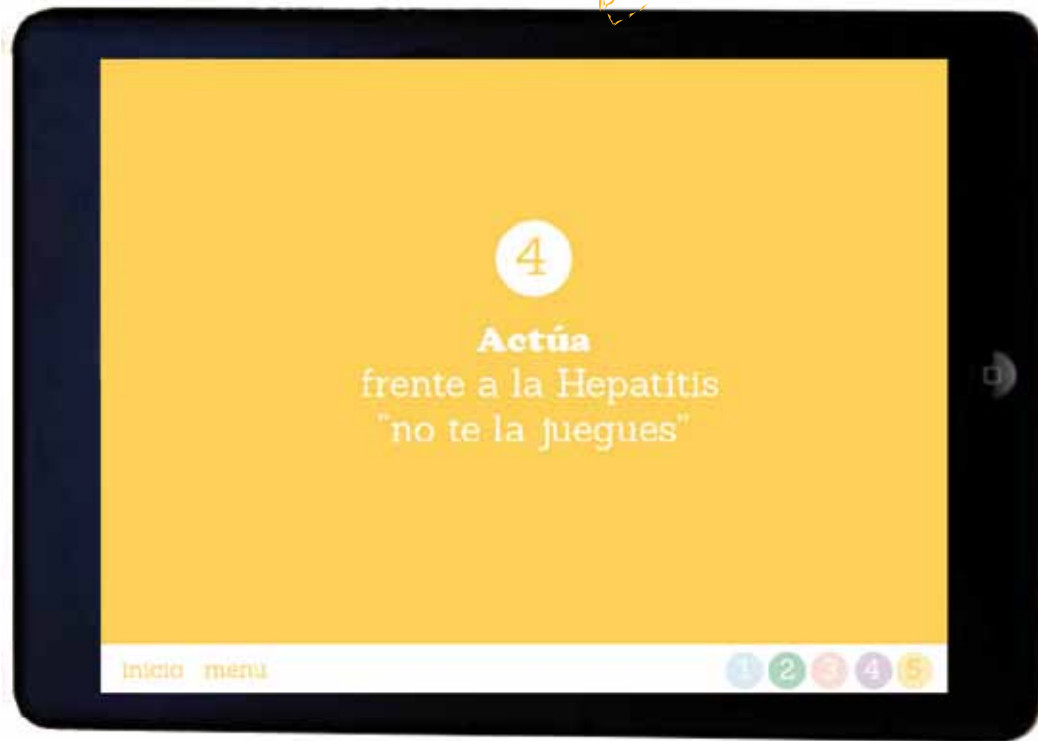 4
Actúa
frente a la Hepatitis
"no te la juegues"
inicio menu
1 2 3 4 5